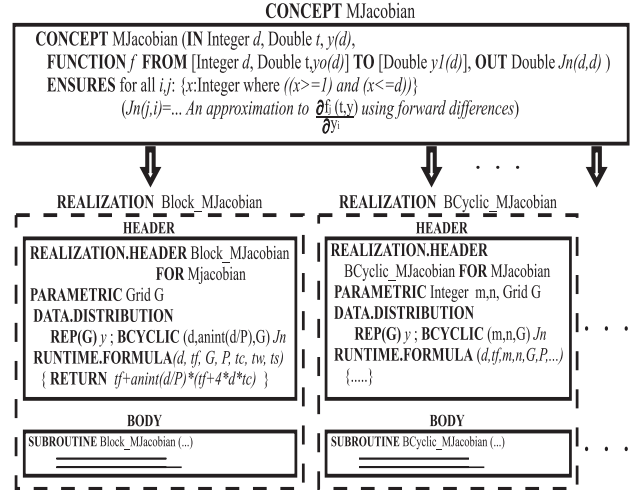 CONCEPT MJacobian
CONCEPT MJacobian (IN Integer d, Double t, y(d),
FUNCTION f FROM [Integer d, Double t,yo(d)] TO [Double y1(d)], OUT Double Jn(d,d) )
ENSURES for all i,j: {x:Integer where ((x>=1) and (x<=d))}
(Jn(j,i)=... An approximation to ∂fj (t,y) / ∂yi using forward differences)
. . .
REALIZATION Block_MJacobian
HEADER
REALIZATION.HEADER Block_MJacobian
FOR Mjacobian
PARAMETRIC Grid G
DATA.DISTRIBUTION
REP(G) y ; BCYCLIC (d,anint(d/P),G) Jn
RUNTIME.FORMULA(d, tf, G, P, tc, tw, ts)
{ RETURN tf+anint(d/P)*(tf+4*d*tc) }
BODY
SUBROUTINE Block_MJacobian (...)
REALIZATION BCyclic_MJacobian
HEADER
REALIZATION.HEADER
BCyclic_MJacobian FOR MJacobian
PARAMETRIC Integer m,n, Grid G
DATA.DISTRIBUTION
REP(G) y ; BCYCLIC (m,n,G) Jn
RUNTIME.FORMULA (d,tf,m,n,G,P,...)
{.....}
BODY
SUBROUTINE BCyclic_MJacobian (...)
. . . .
. . . .